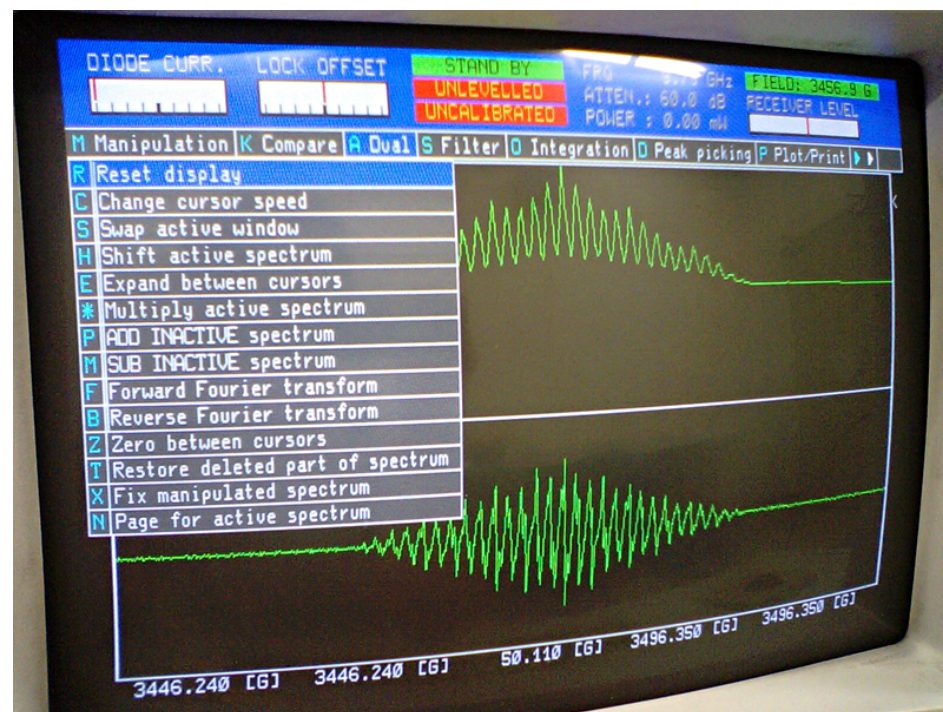 DIODE CURR.
LOCK OFFSET
STAND BY
UNLEVELLED
UNCALIBRATED
FRQ GHz
ATTEN.: 60.0 dB
POWER : 0.00 mW
FIELD: 3456.9 G
RECEIVER LEVEL
M Manipulation K Compare A Dual S Filter O Integration D Peak picking P Plot/Print
R Reset display
C Change cursor speed
S Swap active window
H Shift active spectrum
E Expand between cursors
* Multiply active spectrum
P ADD INACTIVE spectrum
M SUB INACTIVE spectrum
F Forward Fourier transform
B Reverse Fourier transform
Z Zero between cursors
T Restore deleted part of spectrum
X Fix manipulated spectrum
N Page for active spectrum
3446.240 [G] 3446.240 [G] 50.110 [G] 3496.350 [G] 3496.350 [G]